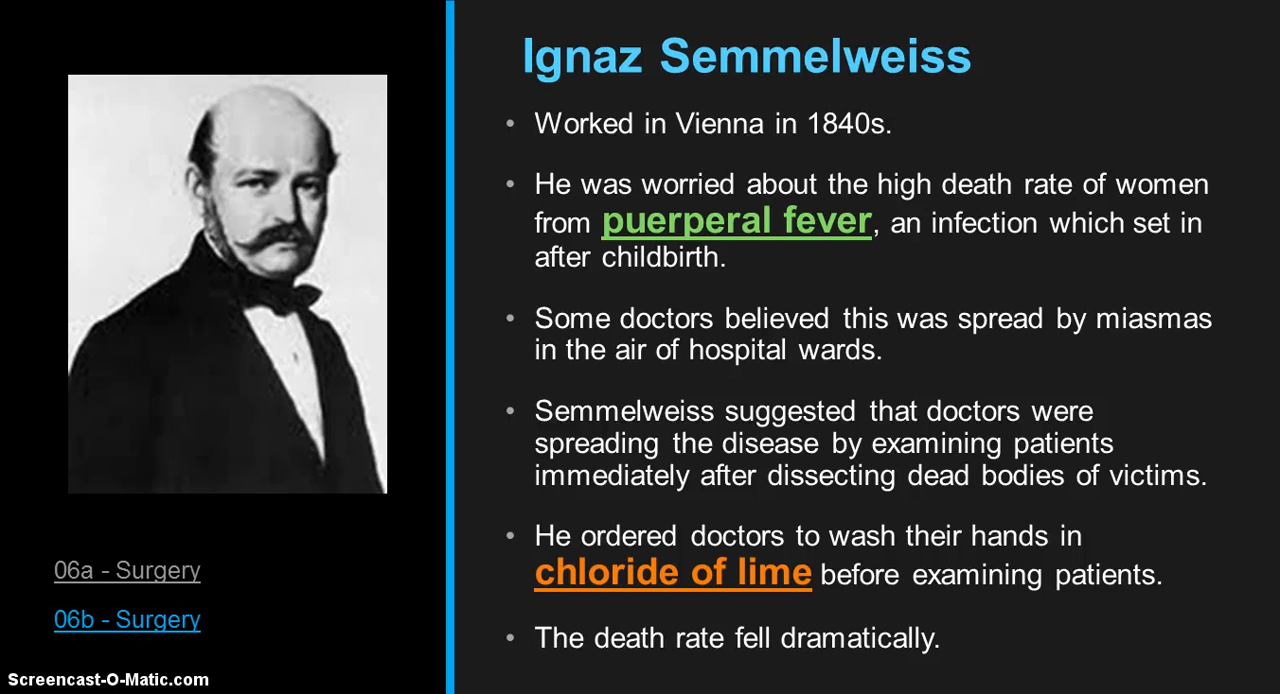 Ignaz Semmelweiss
• Worked in Vienna in 1840s.
• He was worried about the high death rate of women
from puerperal fever, an infection which set in
after childbirth.
• Some doctors believed this was spread by miasmas
in the air of hospital wards.
• Semmelweiss suggested that doctors were
spreading the disease by examining patients
immediately after dissecting dead bodies of victims.
• He ordered doctors to wash their hands in
chloride of lime before examining patients.
• The death rate fell dramatically.
06a - Surgery
06b - Surgery
Screencast-O-Matic.com